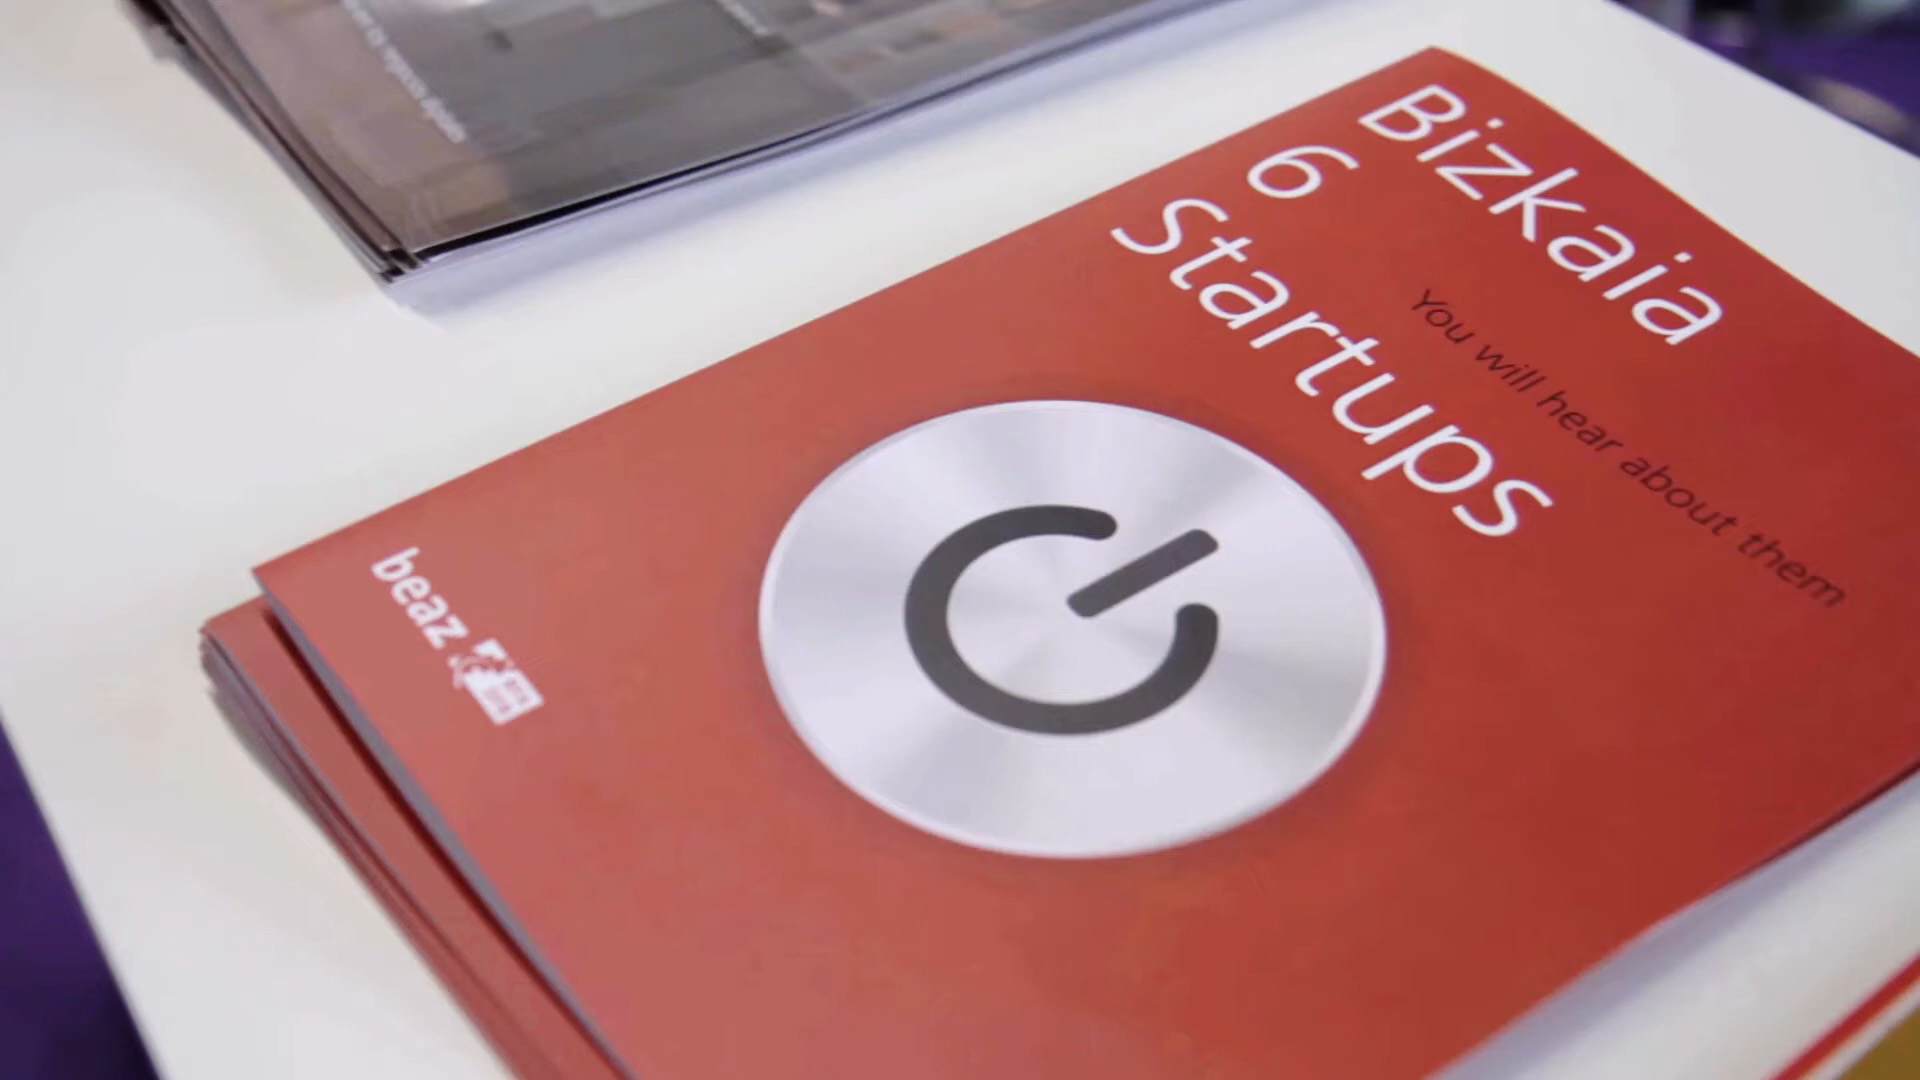 Bizkaia
6
Startups
You will hear about them
beaz